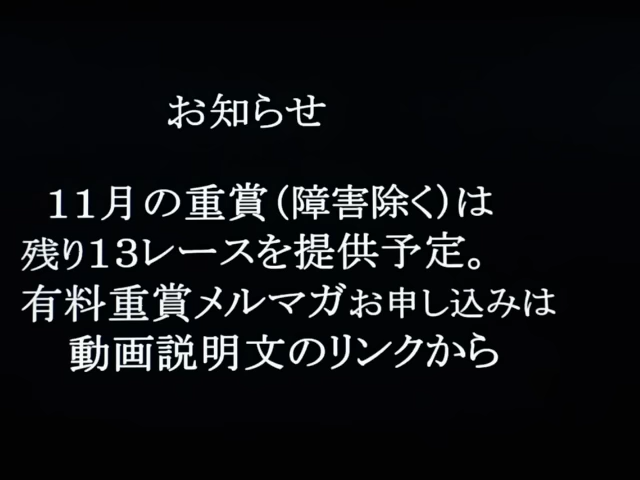 お知らせ
11月の重賞(障害除く)は
残り13レースを提供予定。
有料重賞メルマガお申し込みは
動画説明文のリンクから